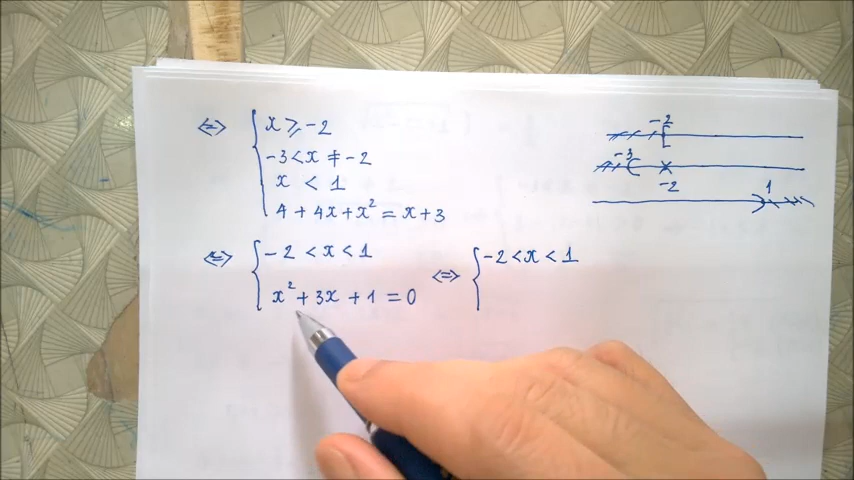 ⇔ { x ≥ -2
-3 < x ≠ -2
x < 1
4 + 4x + x² = x + 3
⇔ { -2 < x < 1
x² + 3x + 1 = 0
⇔ { -2 < x < 1
-2
-3
-2
1